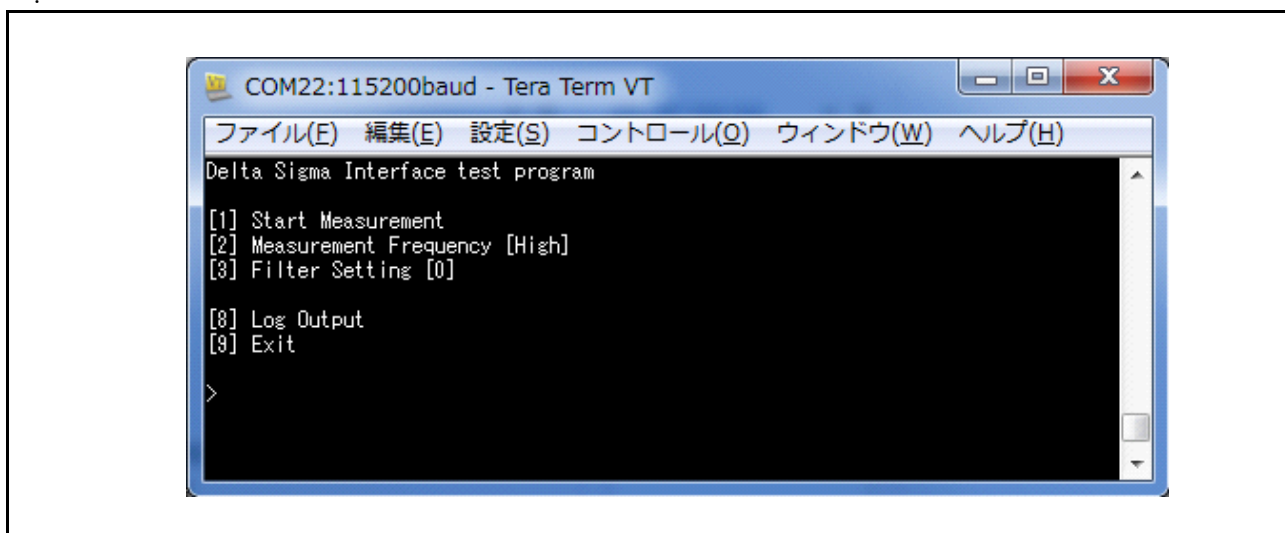 COM22:115200baud - Tera Term VT
ファイル(F) 編集(E) 設定(S) コントロール(O) ウィンドウ(W) ヘルプ(H)
Delta Sigma Interface test program
[1] Start Measurement
[2] Measurement Frequency [High]
[3] Filter Setting [0]
[8] Log Output
[9] Exit
>